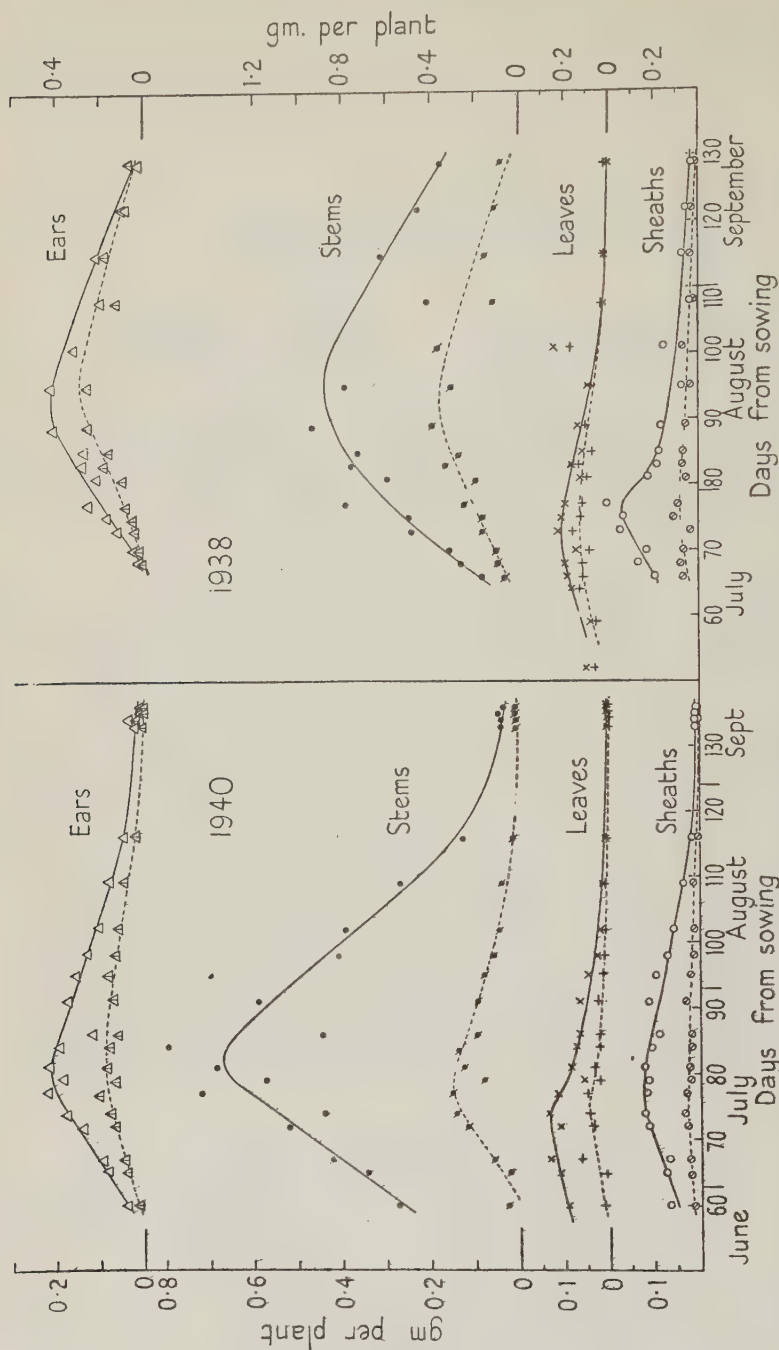 gm per plant
0·2
0
0·6
0·4
0·2
0
0·1
0
0·1
1940
Ears
Stems
Leaves
Sheaths
60 70 80 90 100 110 120 130
June July August Sept
Days from sowing
1938
Ears
Stems
Leaves
Sheaths
60 70 80 90 100 110 120 130
July August September
Days from sowing
gm. per plant
0·4
0
1·2
0·8
0·4
0
0·2
0
0·2